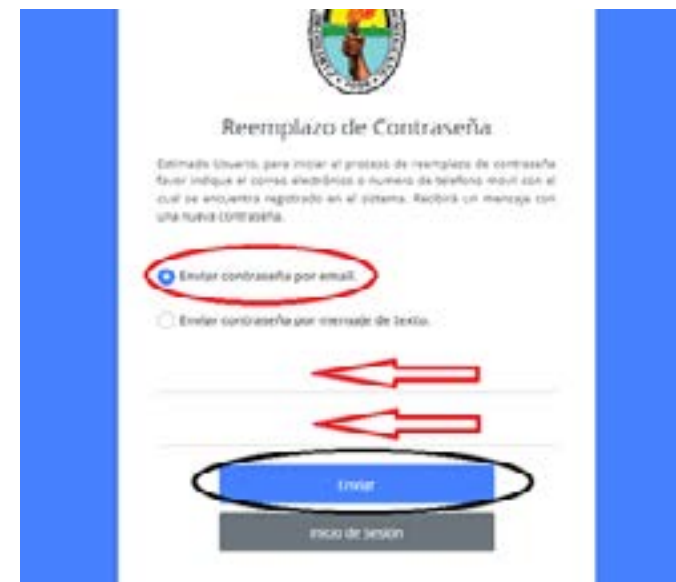 Reemplazo de Contraseña
Estimado Usuario, para iniciar el proceso de reemplazo de contraseña
favor indique el correo electrónico o numero de telefono movil con el
cual se encuentra registrado en el sistema. Recibirá un mensaje con
una nueva contraseña.
Enviar contraseña por email.
Enviar contraseña por mensaje de texto.
Enviar
Inicio de Sesión